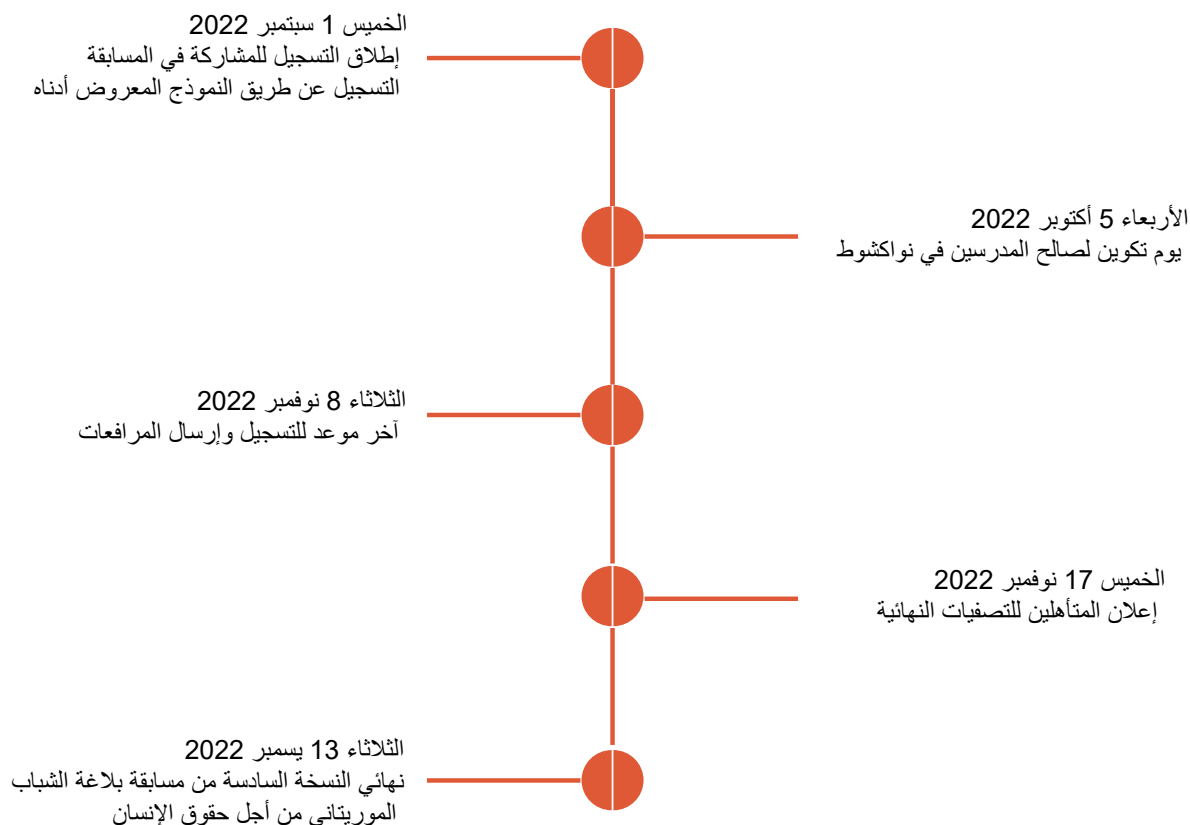 الخميس 1 سبتمبر 2022
إطلاق التسجيل للمشاركة في المسابقة
التسجيل عن طريق النموذج المعروض أدناه
الأربعاء 5 أكتوبر 2022
يوم تكوين لصالح المدرسين في نواكشوط
الثلاثاء 8 نوفمبر 2022
آخر موعد للتسجيل وإرسال المرافعات
الخميس 17 نوفمبر 2022
إعلان المتأهلين للتصفيات النهائية
الثلاثاء 13 يسمبر 2022
نهائي النسخة السادسة من مسابقة بلاغة الشباب
الموريتاني من أجل حقوق الإنسان